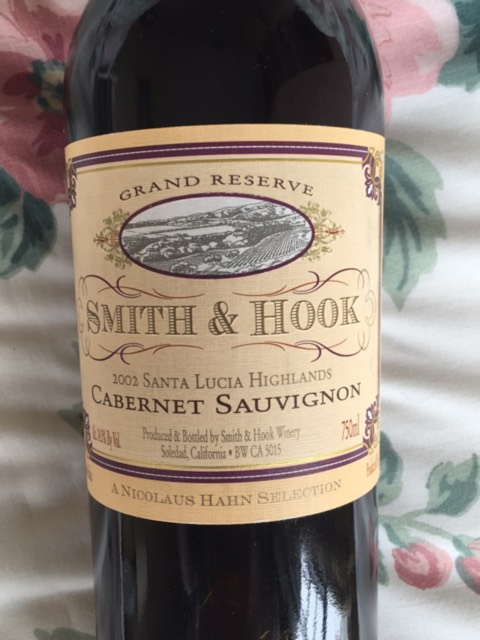 GRAND RESERVE
SMITH & HOOK
2002 SANTA LUCIA HIGHLANDS
CABERNET SAUVIGNON
Produced & Bottled by Smith & Hook Winery
750ml
Soledad, California • BW CA 5015
A NICOLAUS HAHN SELECTION